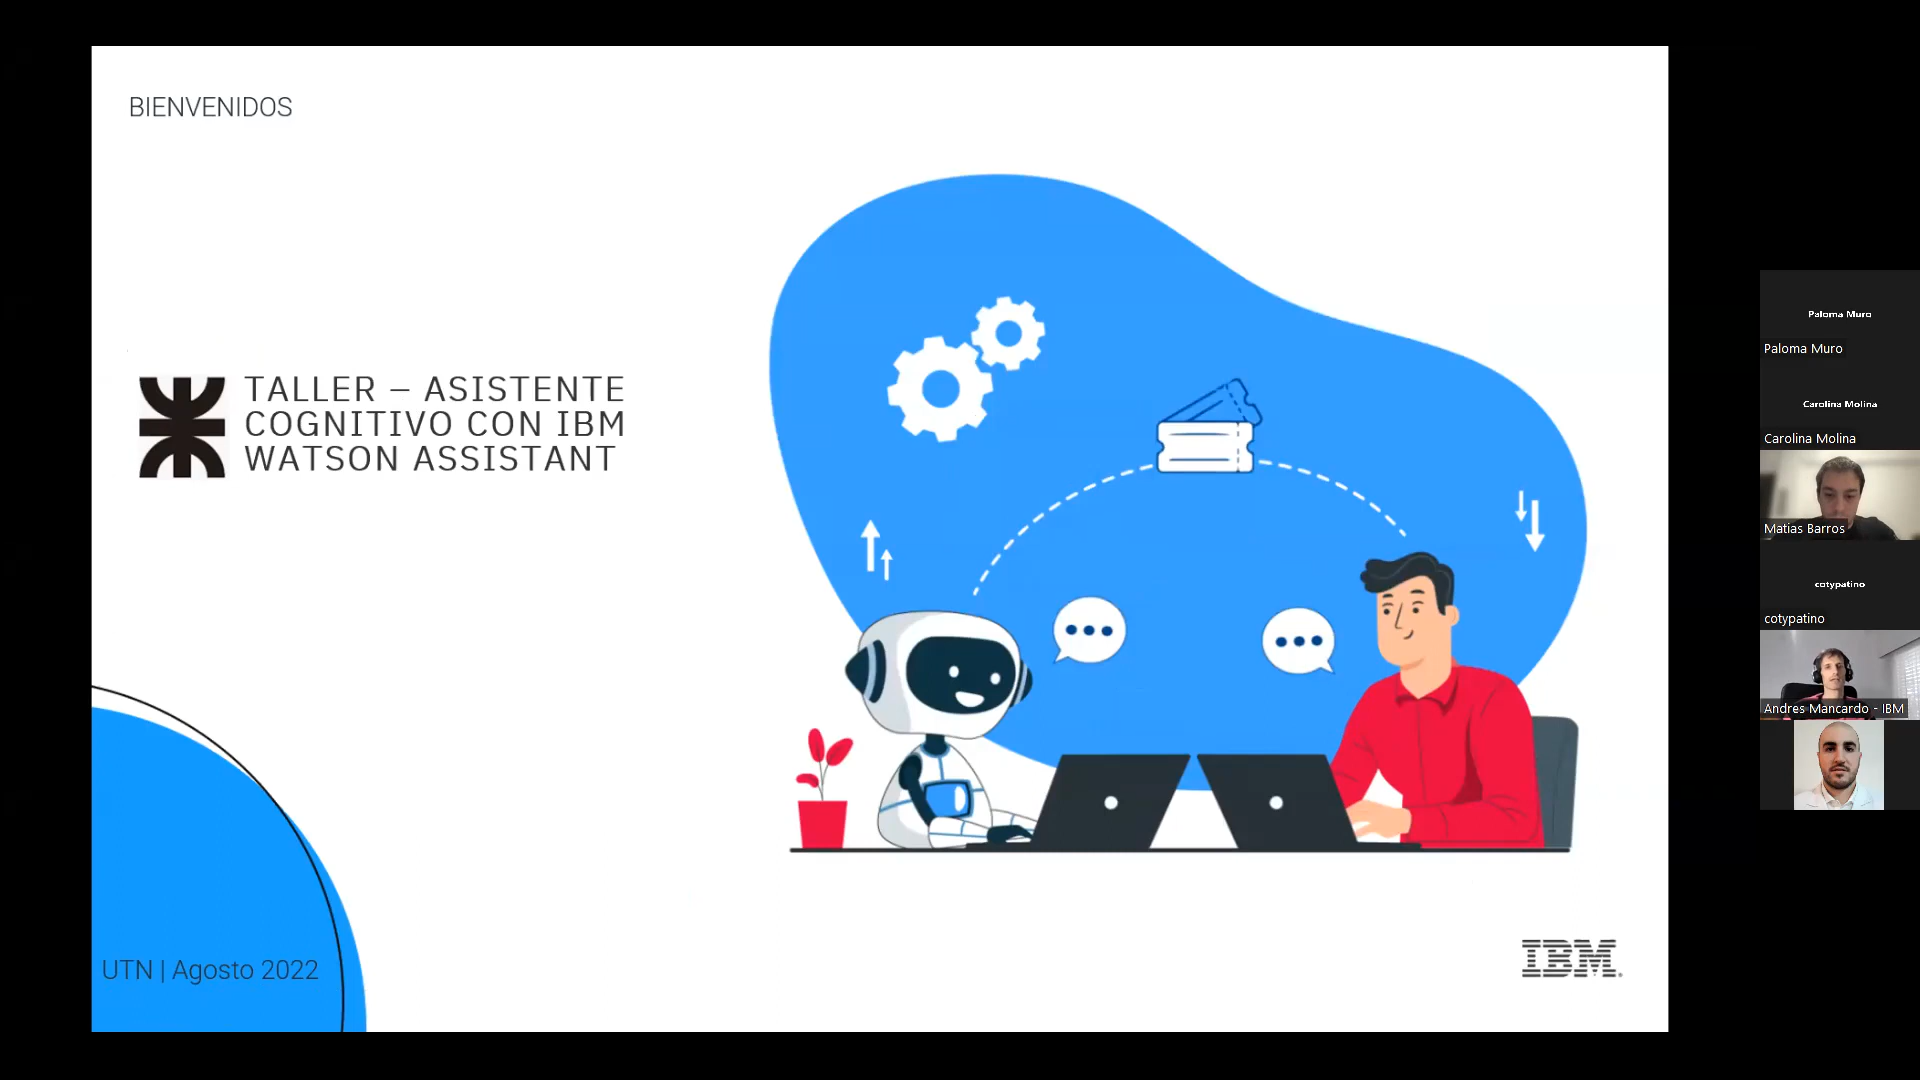 BIENVENIDOS
TALLER – ASISTENTE
COGNITIVO CON IBM
WATSON ASSISTANT
UTN | Agosto 2022
IBM
Paloma Muro
Paloma Muro
Carolina Molina
Carolina Molina
Matias Barros
cotypatino
cotypatino
Andres Mancardo - IBM